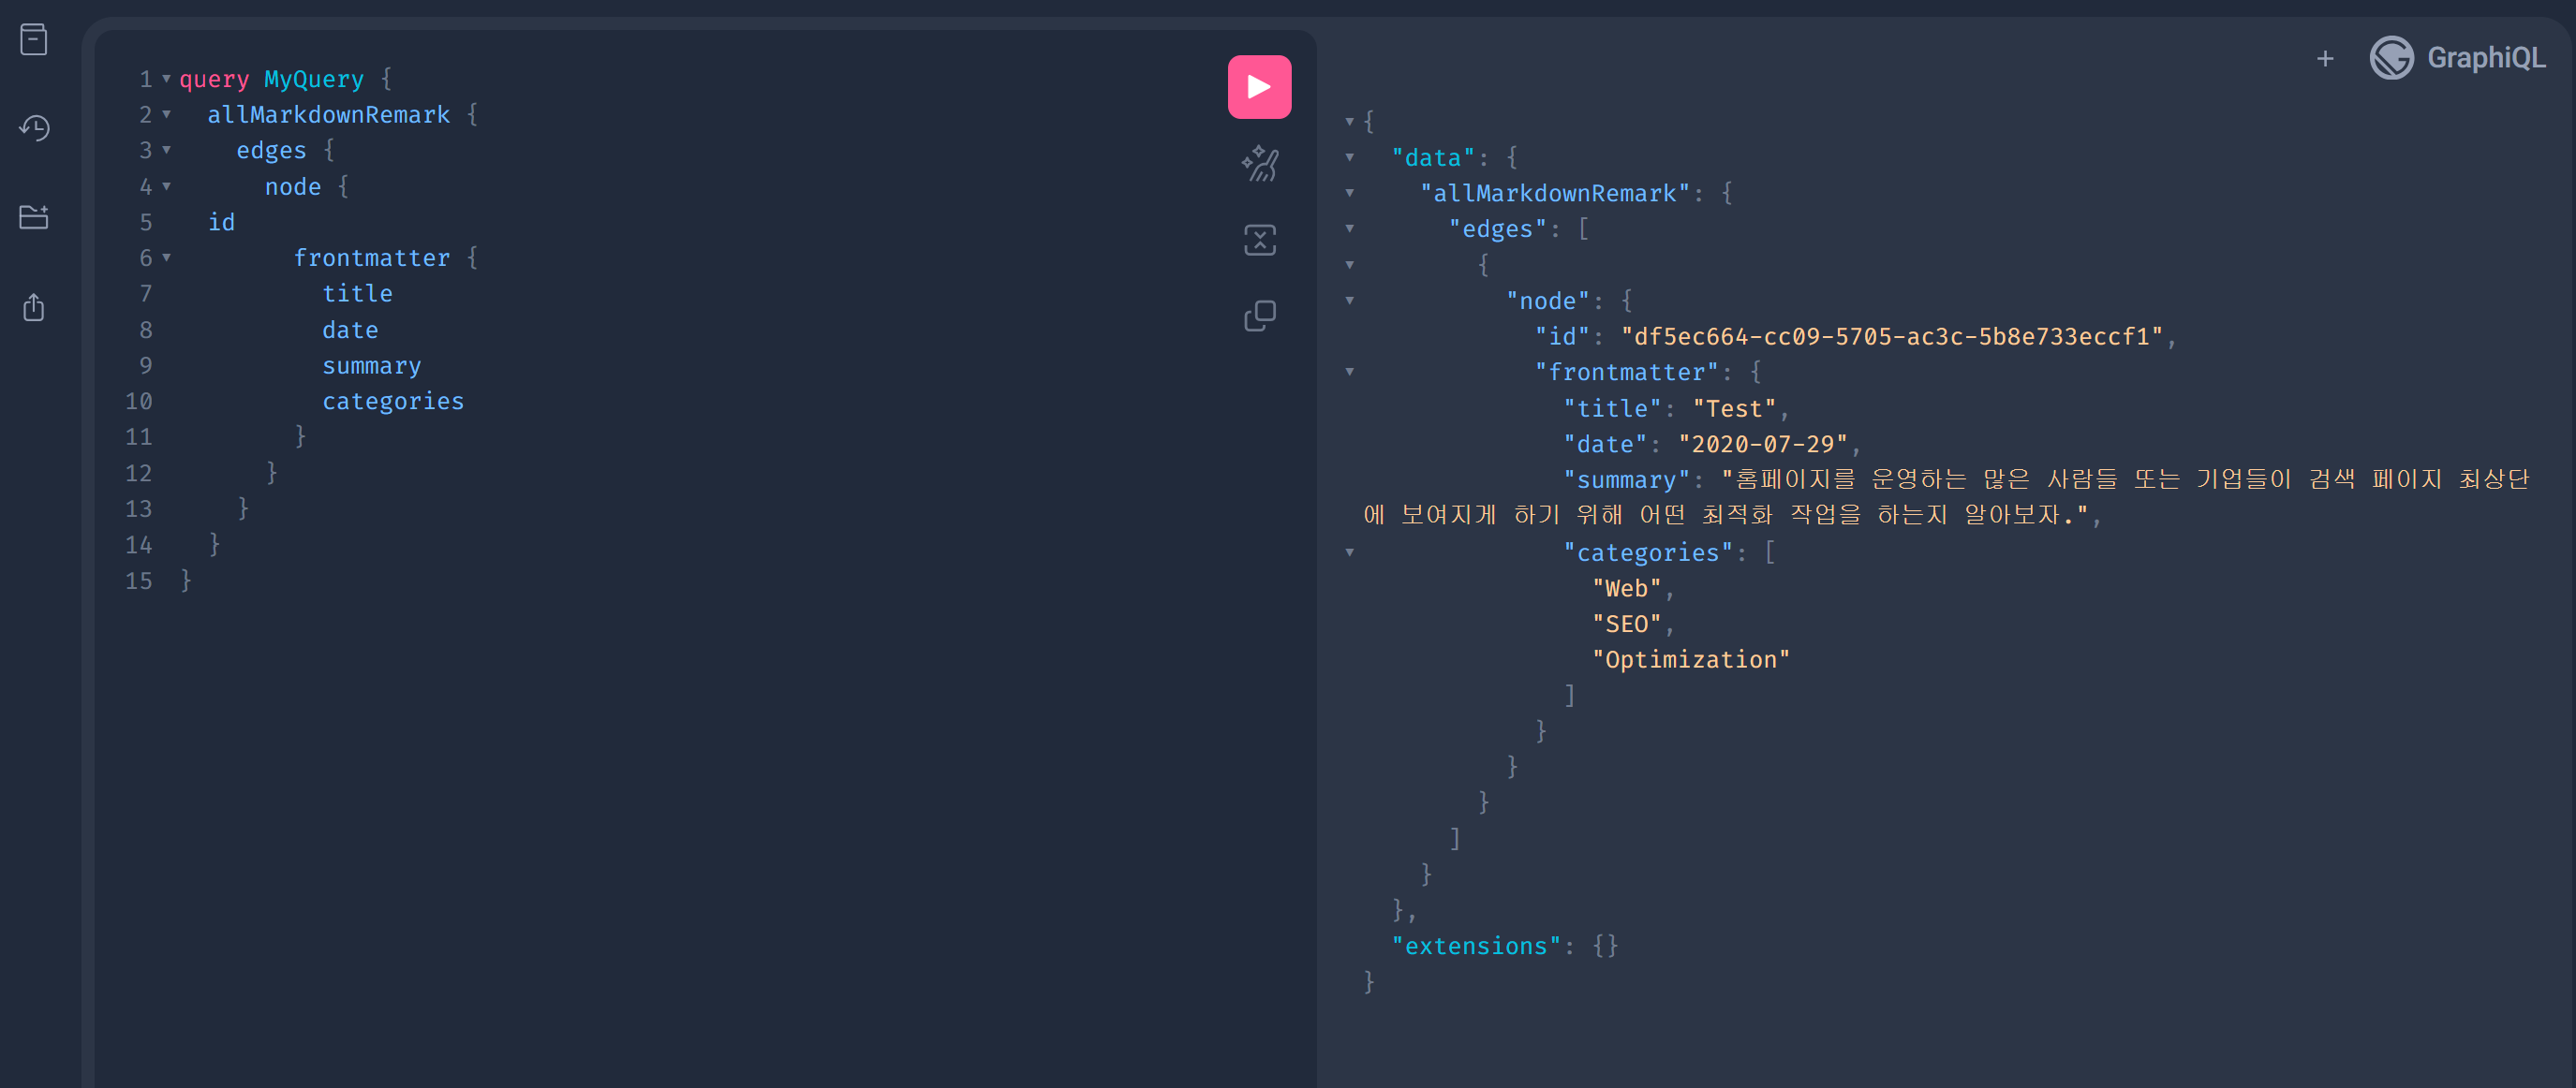 1 query MyQuery {
2   allMarkdownRemark {
3     edges {
4       node {
5   id
6         frontmatter {
7           title
8           date
9           summary
10           categories
11         }
12       }
13     }
14   }
15 }
+ GraphiQL
{
  "data": {
    "allMarkdownRemark": {
      "edges": [
        {
          "node": {
            "id": "df5ec664-cc09-5705-ac3c-5b8e733eccf1",
            "frontmatter": {
              "title": "Test",
              "date": "2020-07-29",
              "summary": "홈페이지를 운영하는 많은 사람들 또는 기업들이 검색 페이지 최상단
에 보여지게 하기 위해 어떤 최적화 작업을 하는지 알아보자.",
              "categories": [
                "Web",
                "SEO",
                "Optimization"
              ]
            }
          }
        }
      ]
    }
  },
  "extensions": {}
}